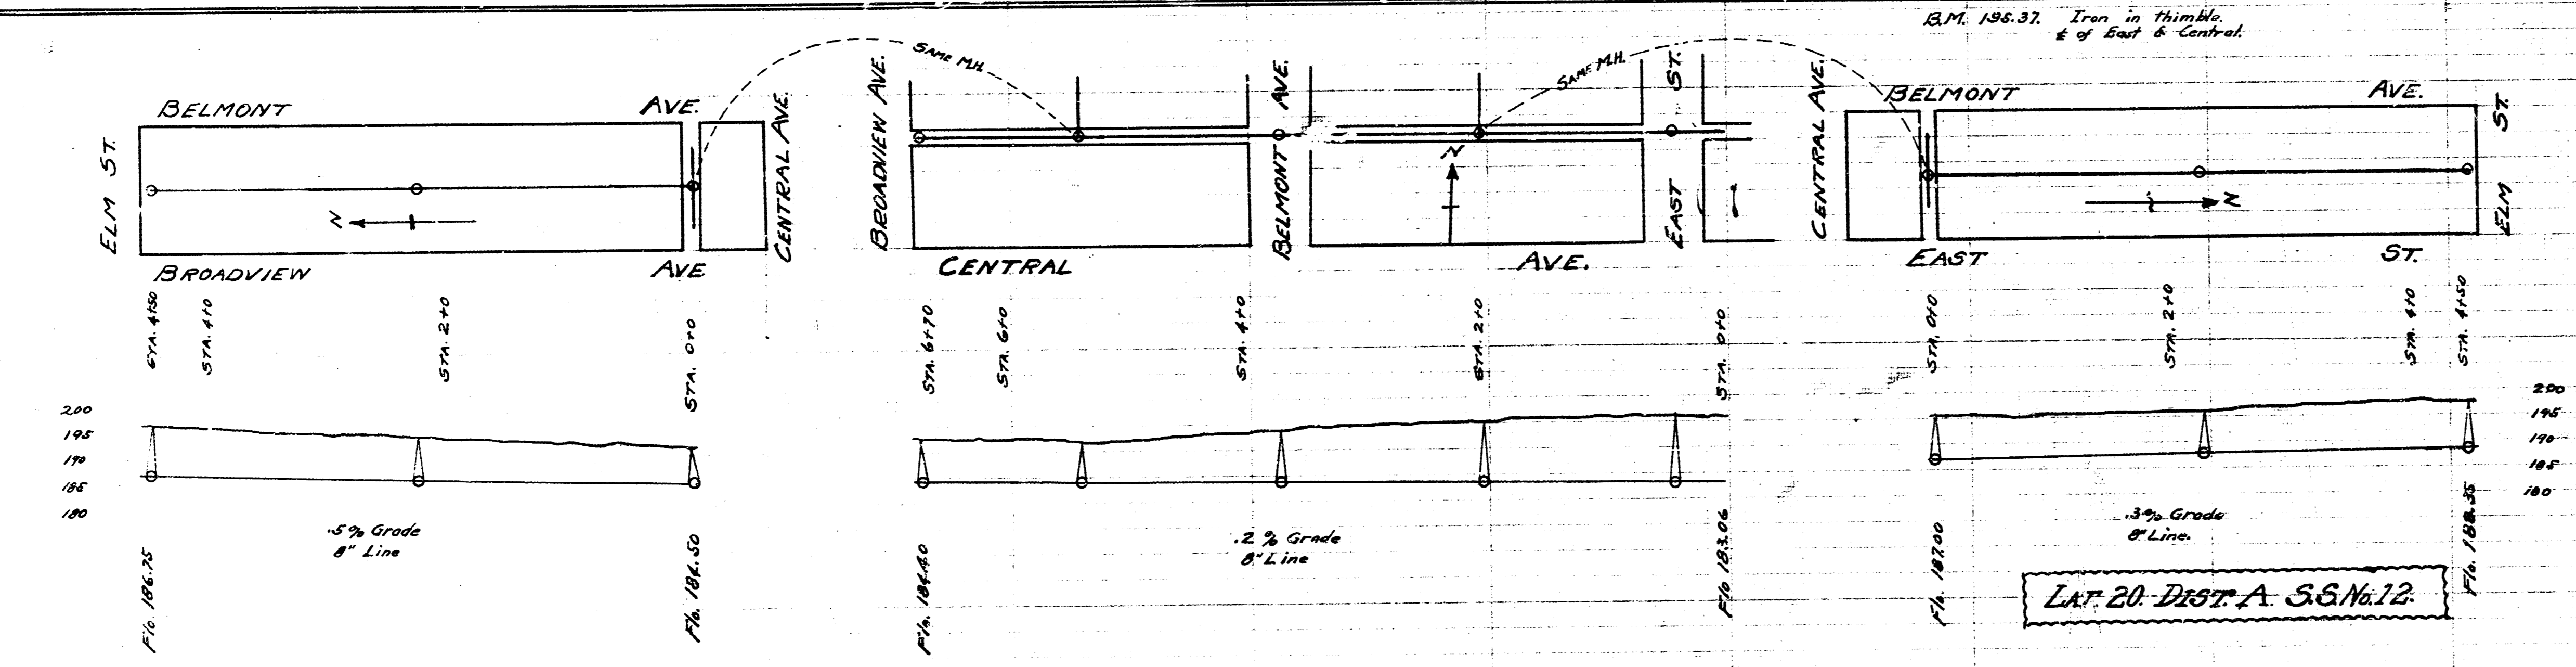 B.M. 195.37. Iron in thimble.
℄ of East & Central.
SAME M.H.
SAME M.H.
BELMONT AVE.
ELM ST.
CENTRAL AVE.
N
BROADVIEW AVE
BROADVIEW AVE.
BELMONT AVE.
EAST ST.
N
CENTRAL AVE.
CENTRAL AVE.
BELMONT AVE.
ELM ST.
N
EAST ST.
STA. 4+50
STA. 4+0
STA. 2+0
STA. 0+0
STA. 6+70
STA. 6+0
STA. 4+0
STA. 2+0
STA. 0+0
STA. 0+0
STA. 2+0
STA. 4+0
STA. 4+50
200
195
190
185
180
200
195
190
185
180
.5% Grade
8" Line
.2 % Grade
8" Line
.3% Grade
8" Line.
Flo. 186.75
Flo. 184.50
Flo. 184.40
Flo 183.06
Flo. 187.00
Flo. 188.35
LAT. 20. DIST. A. S.S. No. 12.